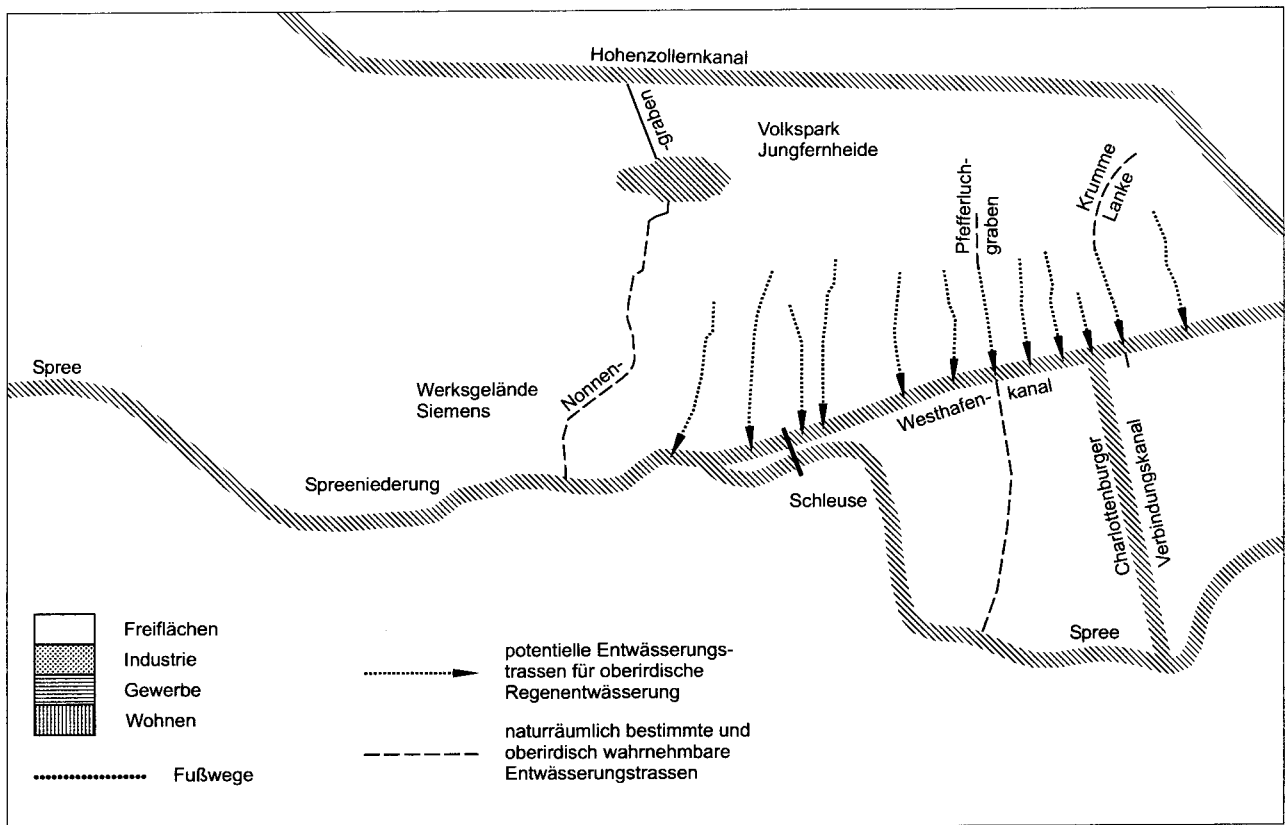 Hohenzollernkanal
-graben
Volkspark
Jungfernheide
Krumme
Lanke
Pfefferluch-
graben
Spree
Werksgelände
Siemens
Nonnen-
Westhafen-
kanal
Spreeniederung
Schleuse
Charlottenburger
Verbindungskanal
Spree
Freiflächen
Industrie
Gewerbe
Wohnen
Fußwege
potentielle Entwässerungs-
trassen für oberirdische
Regenentwässerung
naturräumlich bestimmte und
oberirdisch wahrnehmbare
Entwässerungstrassen